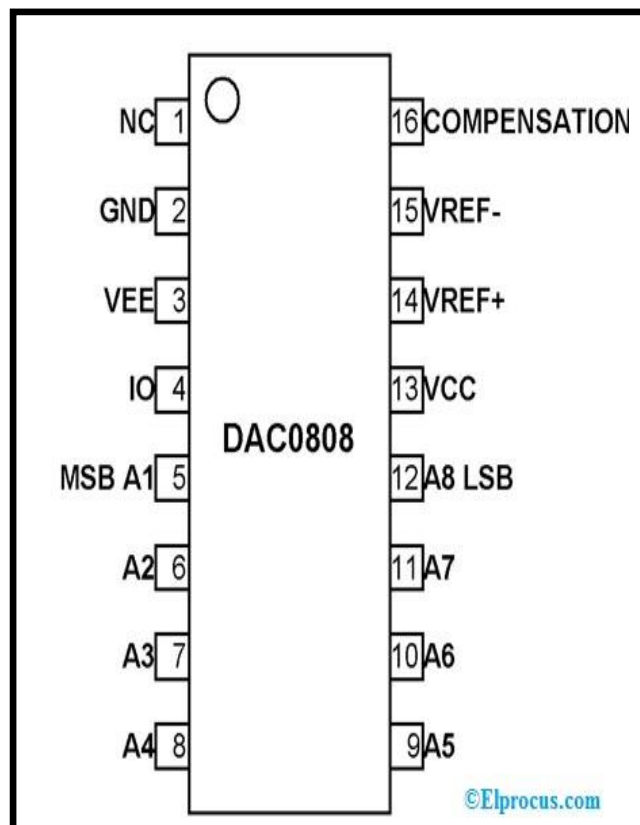 NC 1 16 COMPENSATION
GND 2 15 VREF-
VEE 3 14 VREF+
IO 4 13 VCC
DAC0808
MSB A1 5 12 A8 LSB
A2 6 11 A7
A3 7 10 A6
A4 8 9 A5
©Elprocus.com